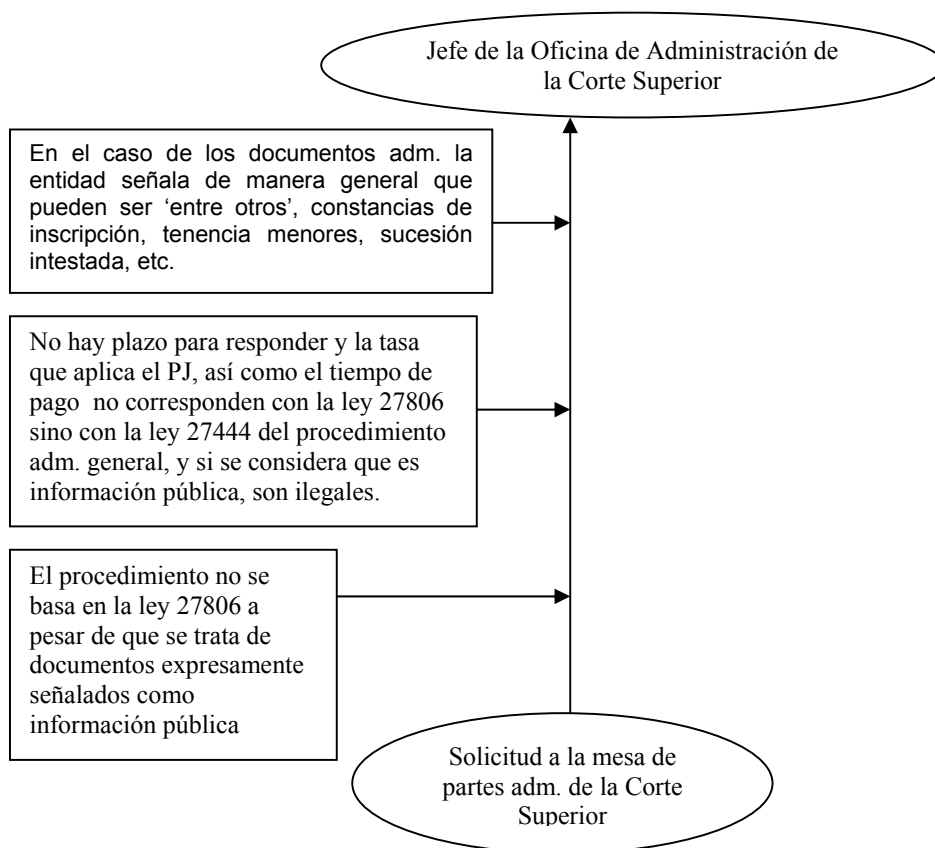 Jefe de la Oficina de Administración de
la Corte Superior
En el caso de los documentos adm. la
entidad señala de manera general que
pueden ser ‘entre otros’, constancias de
inscripción, tenencia menores, sucesión
intestada, etc.
No hay plazo para responder y la tasa
que aplica el PJ, así como el tiempo de
pago no corresponden con la ley 27806
sino con la ley 27444 del procedimiento
adm. general, y si se considera que es
información pública, son ilegales.
El procedimiento no se
basa en la ley 27806 a
pesar de que se trata de
documentos expresamente
señalados como
información pública
Solicitud a la mesa de
partes adm. de la Corte
Superior